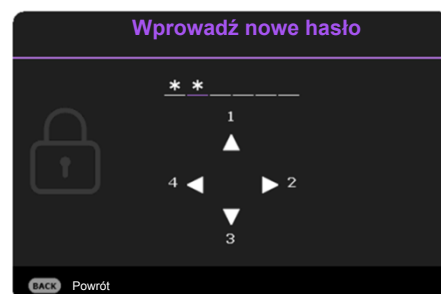 Wprowadź nowe hasło
* * _ _ _ _
1
4 2
3
BACK Powrót